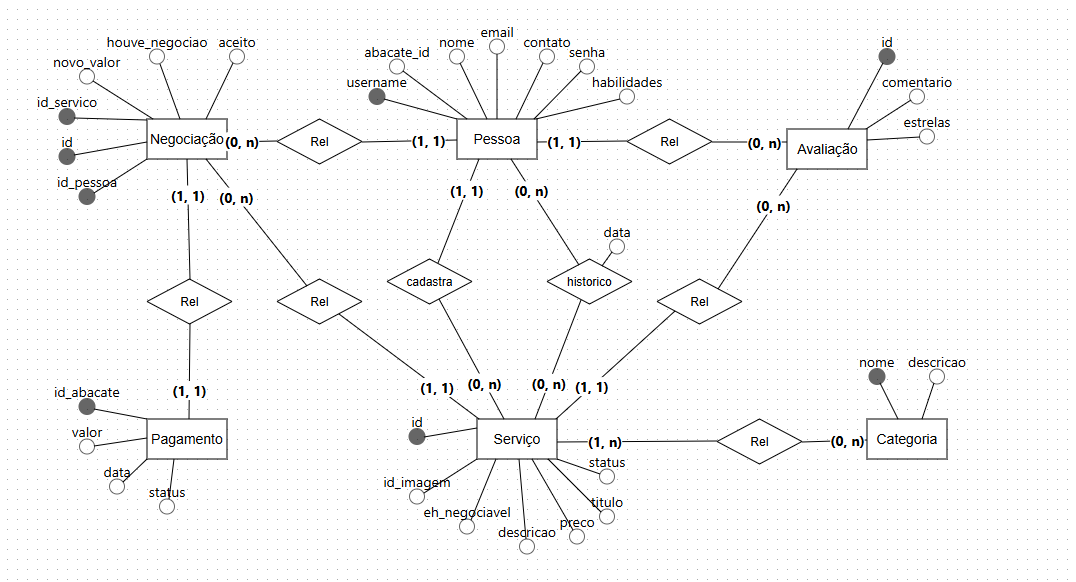 houve_negociao aceito
novo_valor
id_servico
id
id_pessoa
Negociação
(0, n)
Rel
(1, 1)
email
nome contato
abacate_id senha
username habilidades
Pessoa
(1, 1)
Rel
(0, n)
id
comentario
estrelas
Avaliação
(1, 1) (0, n) (1, 1) (0, n) (0, n)
data
Rel Rel cadastra historico Rel
(1, 1) (1, 1) (0, n) (0, n) (1, 1)
id_abacate
valor
data
status
Pagamento
id
id_imagem
eh_negociavel
descricao
preco
titulo
status
Serviço
(1, n)
Rel
(0, n)
nome descricao
Categoria